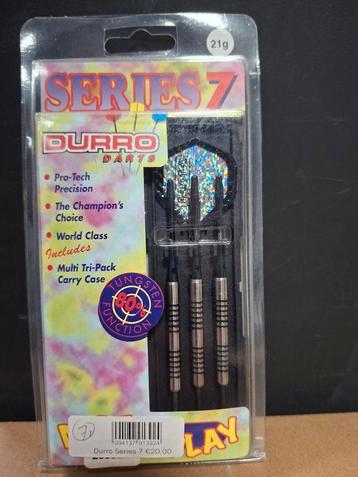 21g
SERIES 7
DURRO
DARTS
• Pro-Tech
Precision
• The Champion's
Choice
• World Class
Includes
• Multi Tri-Pack
Carry Case
TUNGSTEN
80%
FUNCTION
7)
Durro Series 7 €20.00